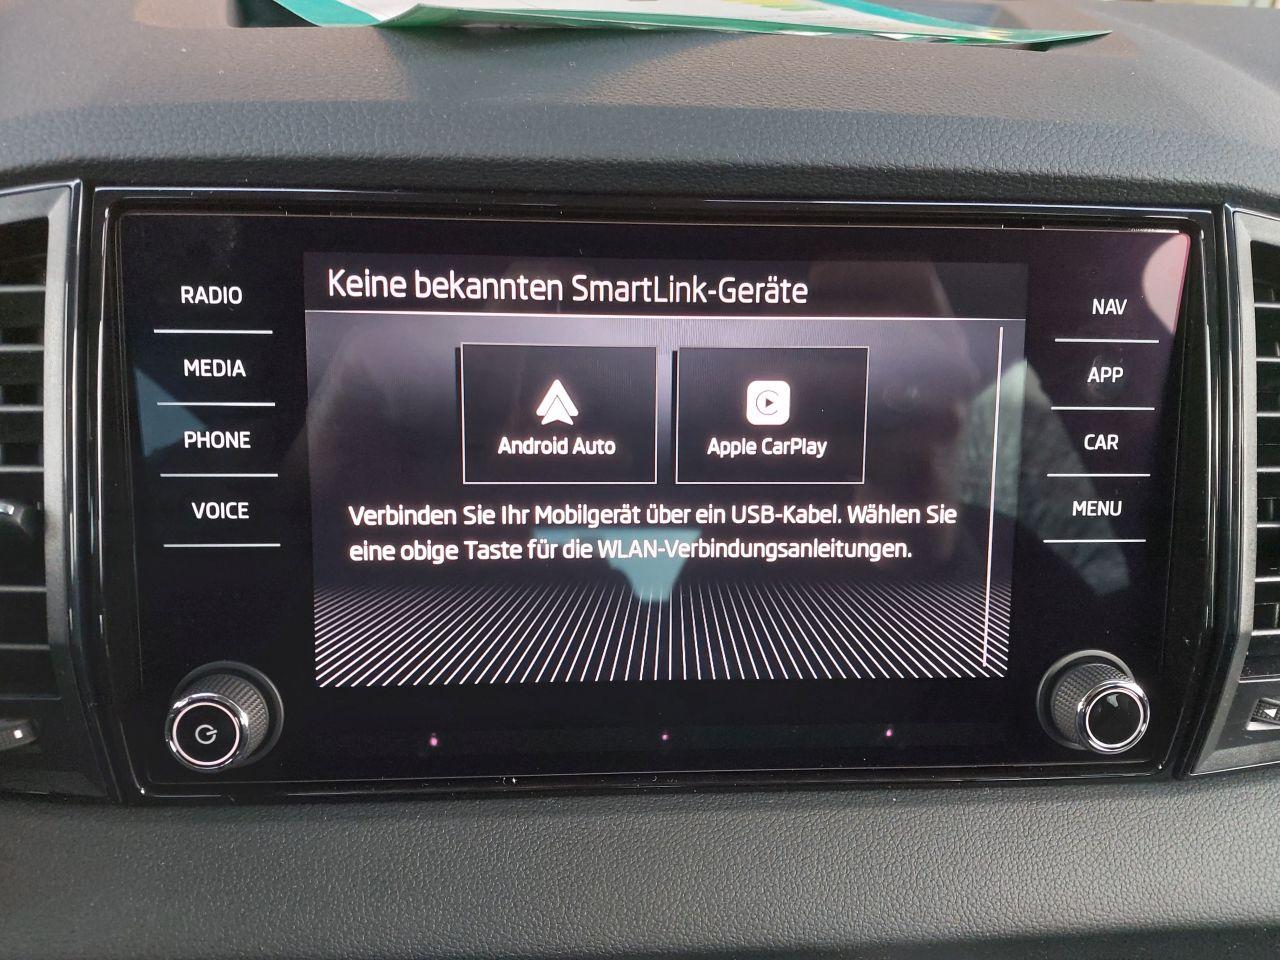 Keine bekannten SmartLink-Geräte
RADIO
MEDIA
PHONE
VOICE
Android Auto
Apple CarPlay
Verbinden Sie Ihr Mobilgerät über ein USB-Kabel. Wählen Sie
eine obige Taste für die WLAN-Verbindungsanleitungen.
NAV
APP
CAR
MENU